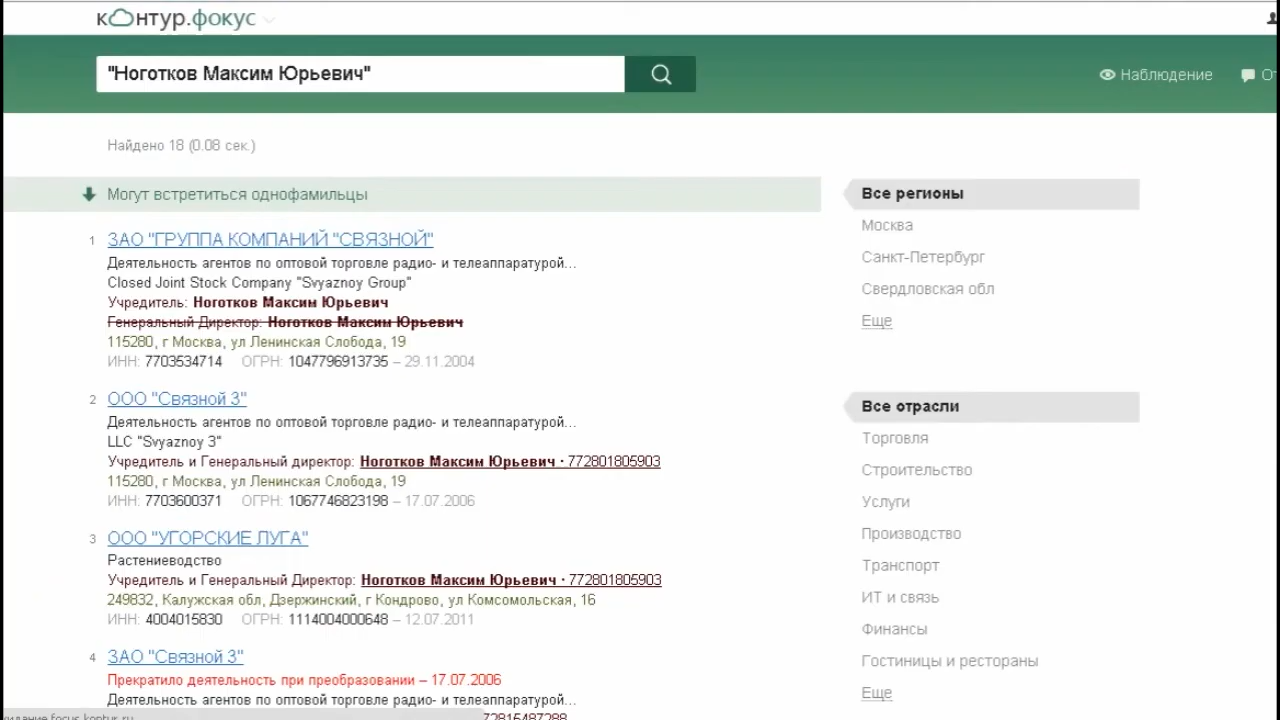 контур.фокус
"Ноготков Максим Юрьевич"
Наблюдение
Найдено 18 (0.08 сек.)
Могут встретиться однофамильцы
1 ЗАО "ГРУППА КОМПАНИЙ "СВЯЗНОЙ"
Деятельность агентов по оптовой торговле радио- и телеаппаратурой...
Closed Joint Stock Company "Svyaznoy Group"
Учредитель: Ноготков Максим Юрьевич
Генеральный Директор: Ноготков Максим Юрьевич
115280, г Москва, ул Ленинская Слобода, 19
ИНН: 7703534714 ОГРН: 1047796913735 – 29.11.2004
2 ООО "Связной 3"
Деятельность агентов по оптовой торговле радио- и телеаппаратурой...
LLC "Svyaznoy 3"
Учредитель и Генеральный директор: Ноготков Максим Юрьевич · 772801805903
115280, г Москва, ул Ленинская Слобода, 19
ИНН: 7703600371 ОГРН: 1067746823198 – 17.07.2006
3 ООО "УГОРСКИЕ ЛУГА"
Растениеводство
Учредитель и Генеральный Директор: Ноготков Максим Юрьевич · 772801805903
249832, Калужская обл, Дзержинский, г Кондрово, ул Комсомольская, 16
ИНН: 4004015830 ОГРН: 1114004000648 – 12.07.2011
4 ЗАО "Связной 3"
Прекратило деятельность при преобразовании – 17.07.2006
Деятельность агентов по оптовой торговле радио- и телеаппаратурой...
Все регионы
Москва
Санкт-Петербург
Свердловская обл
Еще
Все отрасли
Торговля
Строительство
Услуги
Производство
Транспорт
ИТ и связь
Финансы
Гостиницы и рестораны
Еще